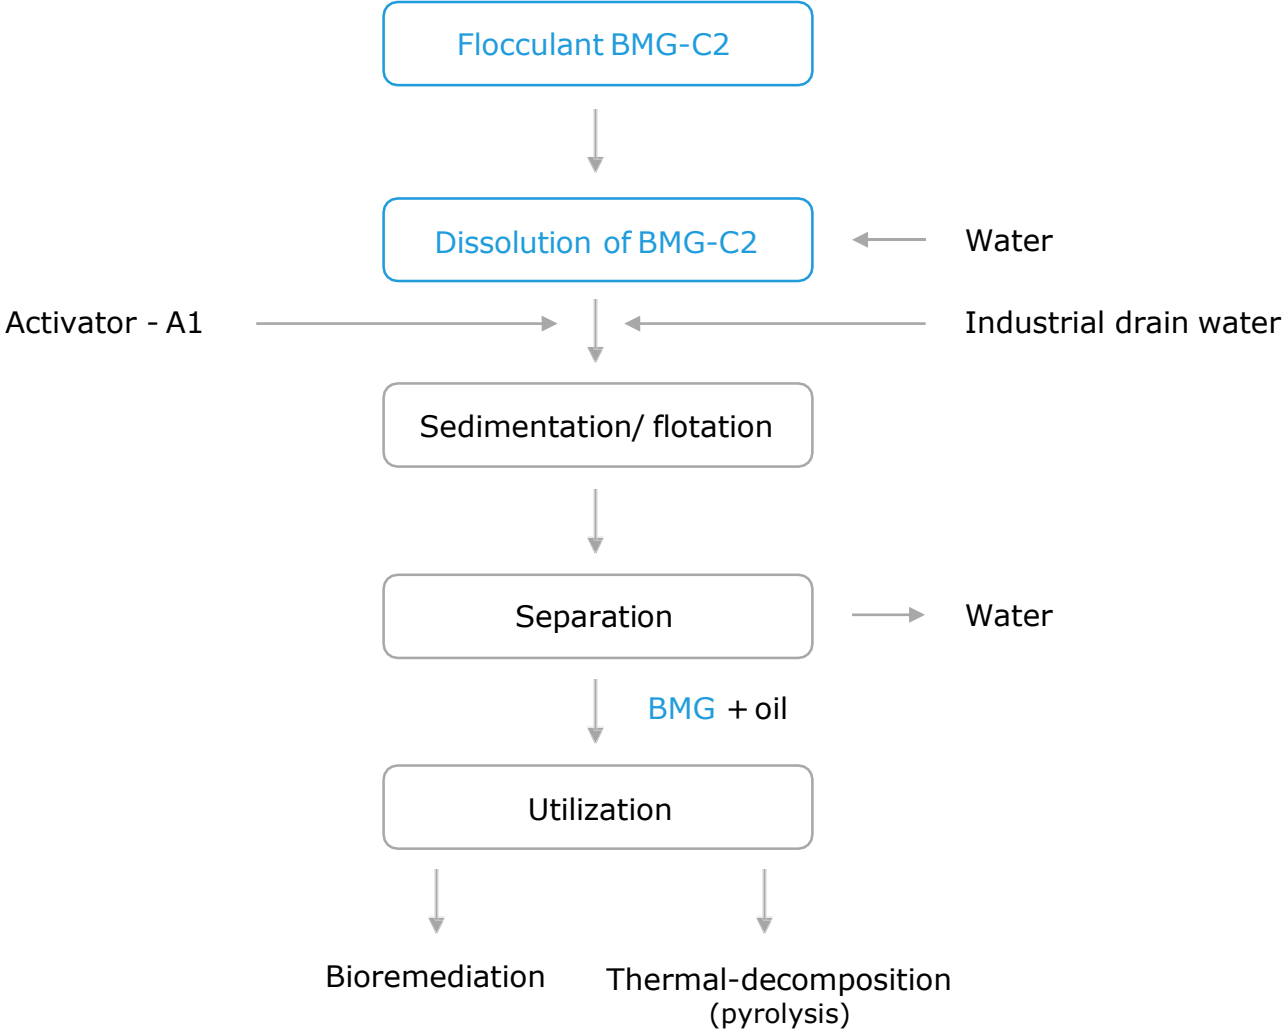 Flocculant BMG-C2
Dissolution of BMG-C2
Water
Activator - A1
Industrial drain water
Sedimentation/ flotation
Separation
Water
BMG + oil
Utilization
Bioremediation
Thermal-decomposition
(pyrolysis)